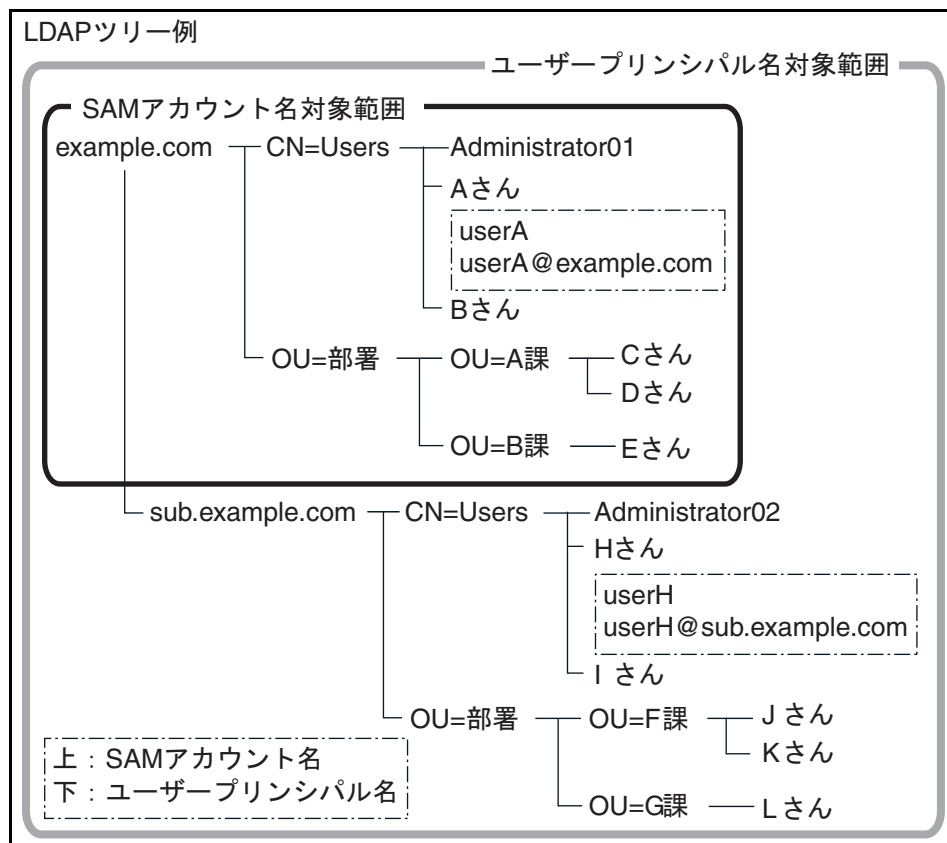 LDAPツリー例
ユーザープリンシパル名対象範囲
SAMアカウント名対象範囲
example.com CN=Users Administrator01
Aさん
userA
userA@example.com
Bさん
OU=部署 OU=A課 Cさん
Dさん
OU=B課 Eさん
sub.example.com CN=Users Administrator02
Hさん
userH
userH@sub.example.com
Iさん
OU=部署 OU=F課 Jさん
Kさん
上：SAMアカウント名
下：ユーザープリンシパル名
OU=G課 Lさん